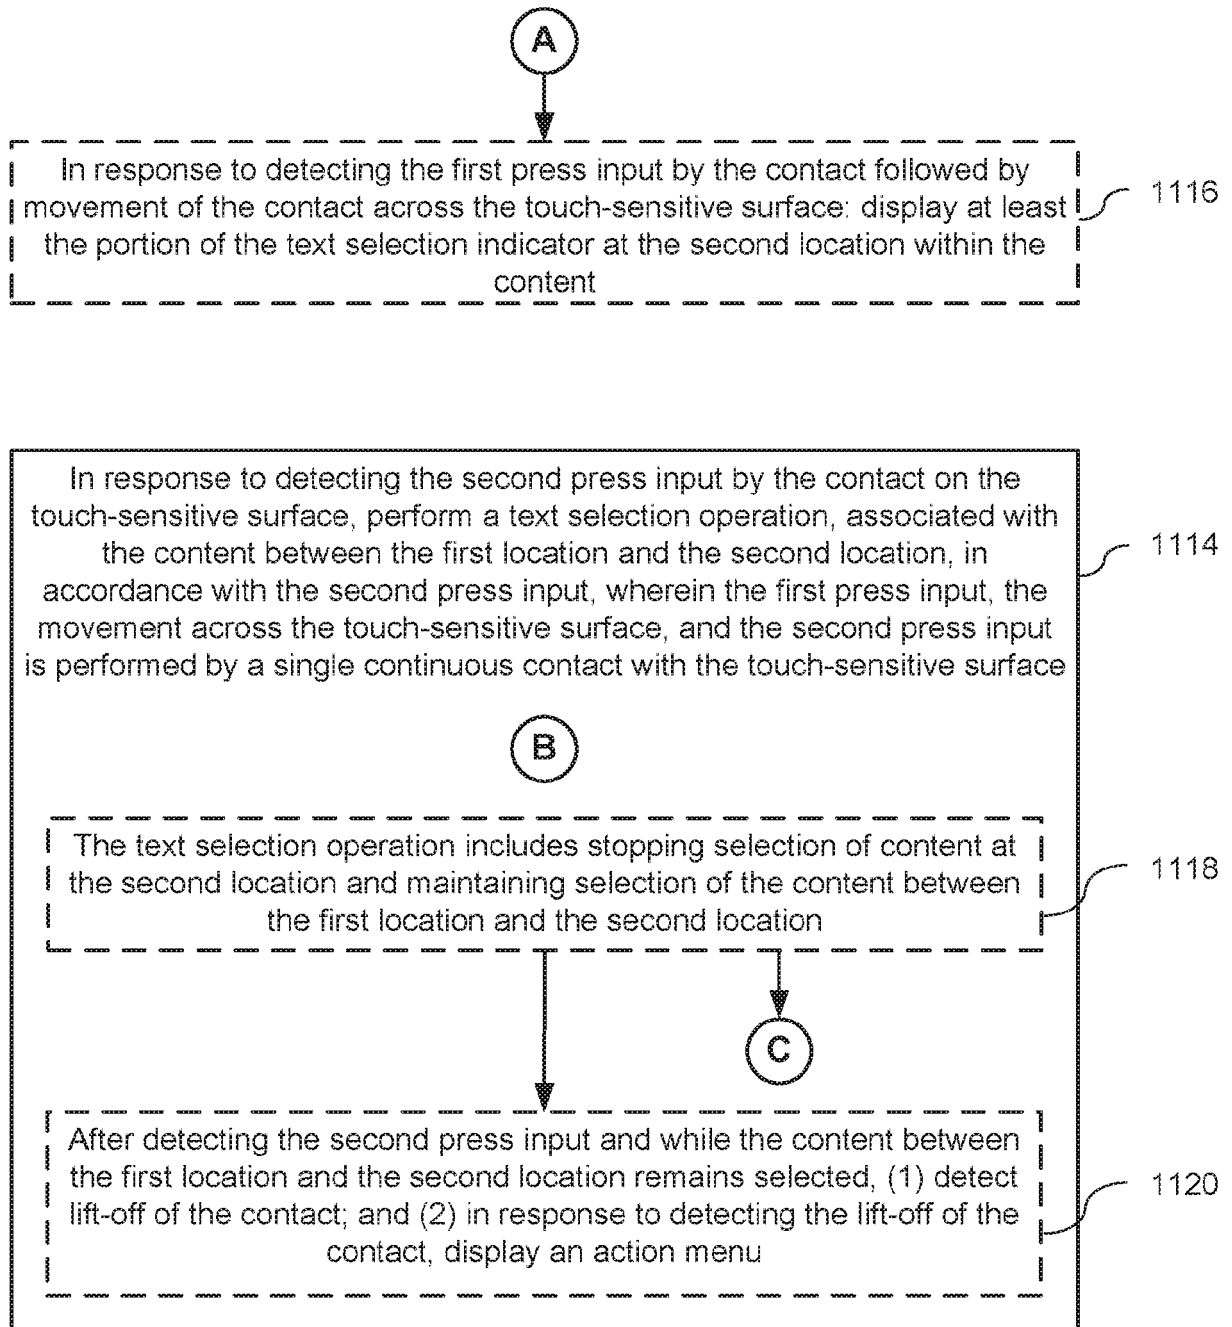 A
In response to detecting the first press input by the contact followed by
movement of the contact across the touch-sensitive surface: display at least
the portion of the text selection indicator at the second location within the
content
1116
In response to detecting the second press input by the contact on the
touch-sensitive surface, perform a text selection operation, associated with
the content between the first location and the second location, in
accordance with the second press input, wherein the first press input, the
movement across the touch-sensitive surface, and the second press input
is performed by a single continuous contact with the touch-sensitive surface
1114
B
The text selection operation includes stopping selection of content at
the second location and maintaining selection of the content between
the first location and the second location
1118
C
After detecting the second press input and while the content between
the first location and the second location remains selected, (1) detect
lift-off of the contact; and (2) in response to detecting the lift-off of the
contact, display an action menu
1120